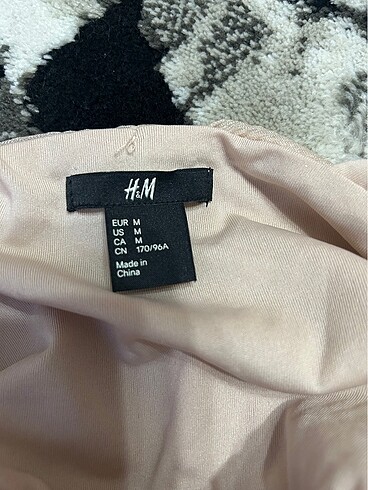 H&M
EUR M
US M
CA M
CN 170/96A
Made in
China